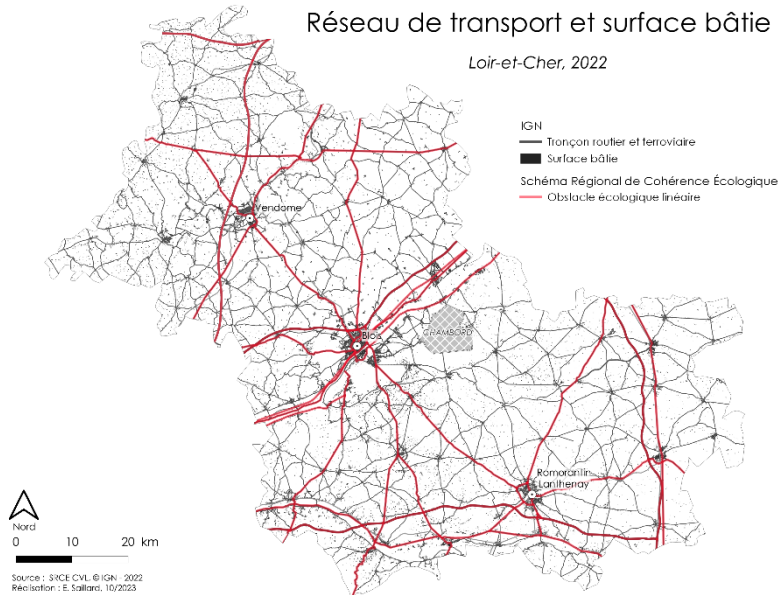 Réseau de transport et surface bâtie
Loir-et-Cher, 2022
IGN
Tronçon routier et ferroviaire
Surface bâtie
Schéma Régional de Cohérence Écologique
Obstacle écologique linéaire
Vendome
CHAMBORD
Blois
Romorantin
Lanthenay
Nord
0 10 20 km
Source : SRCE CVL, © IGN - 2022
Réalisation : E. Saillard, 10/2023